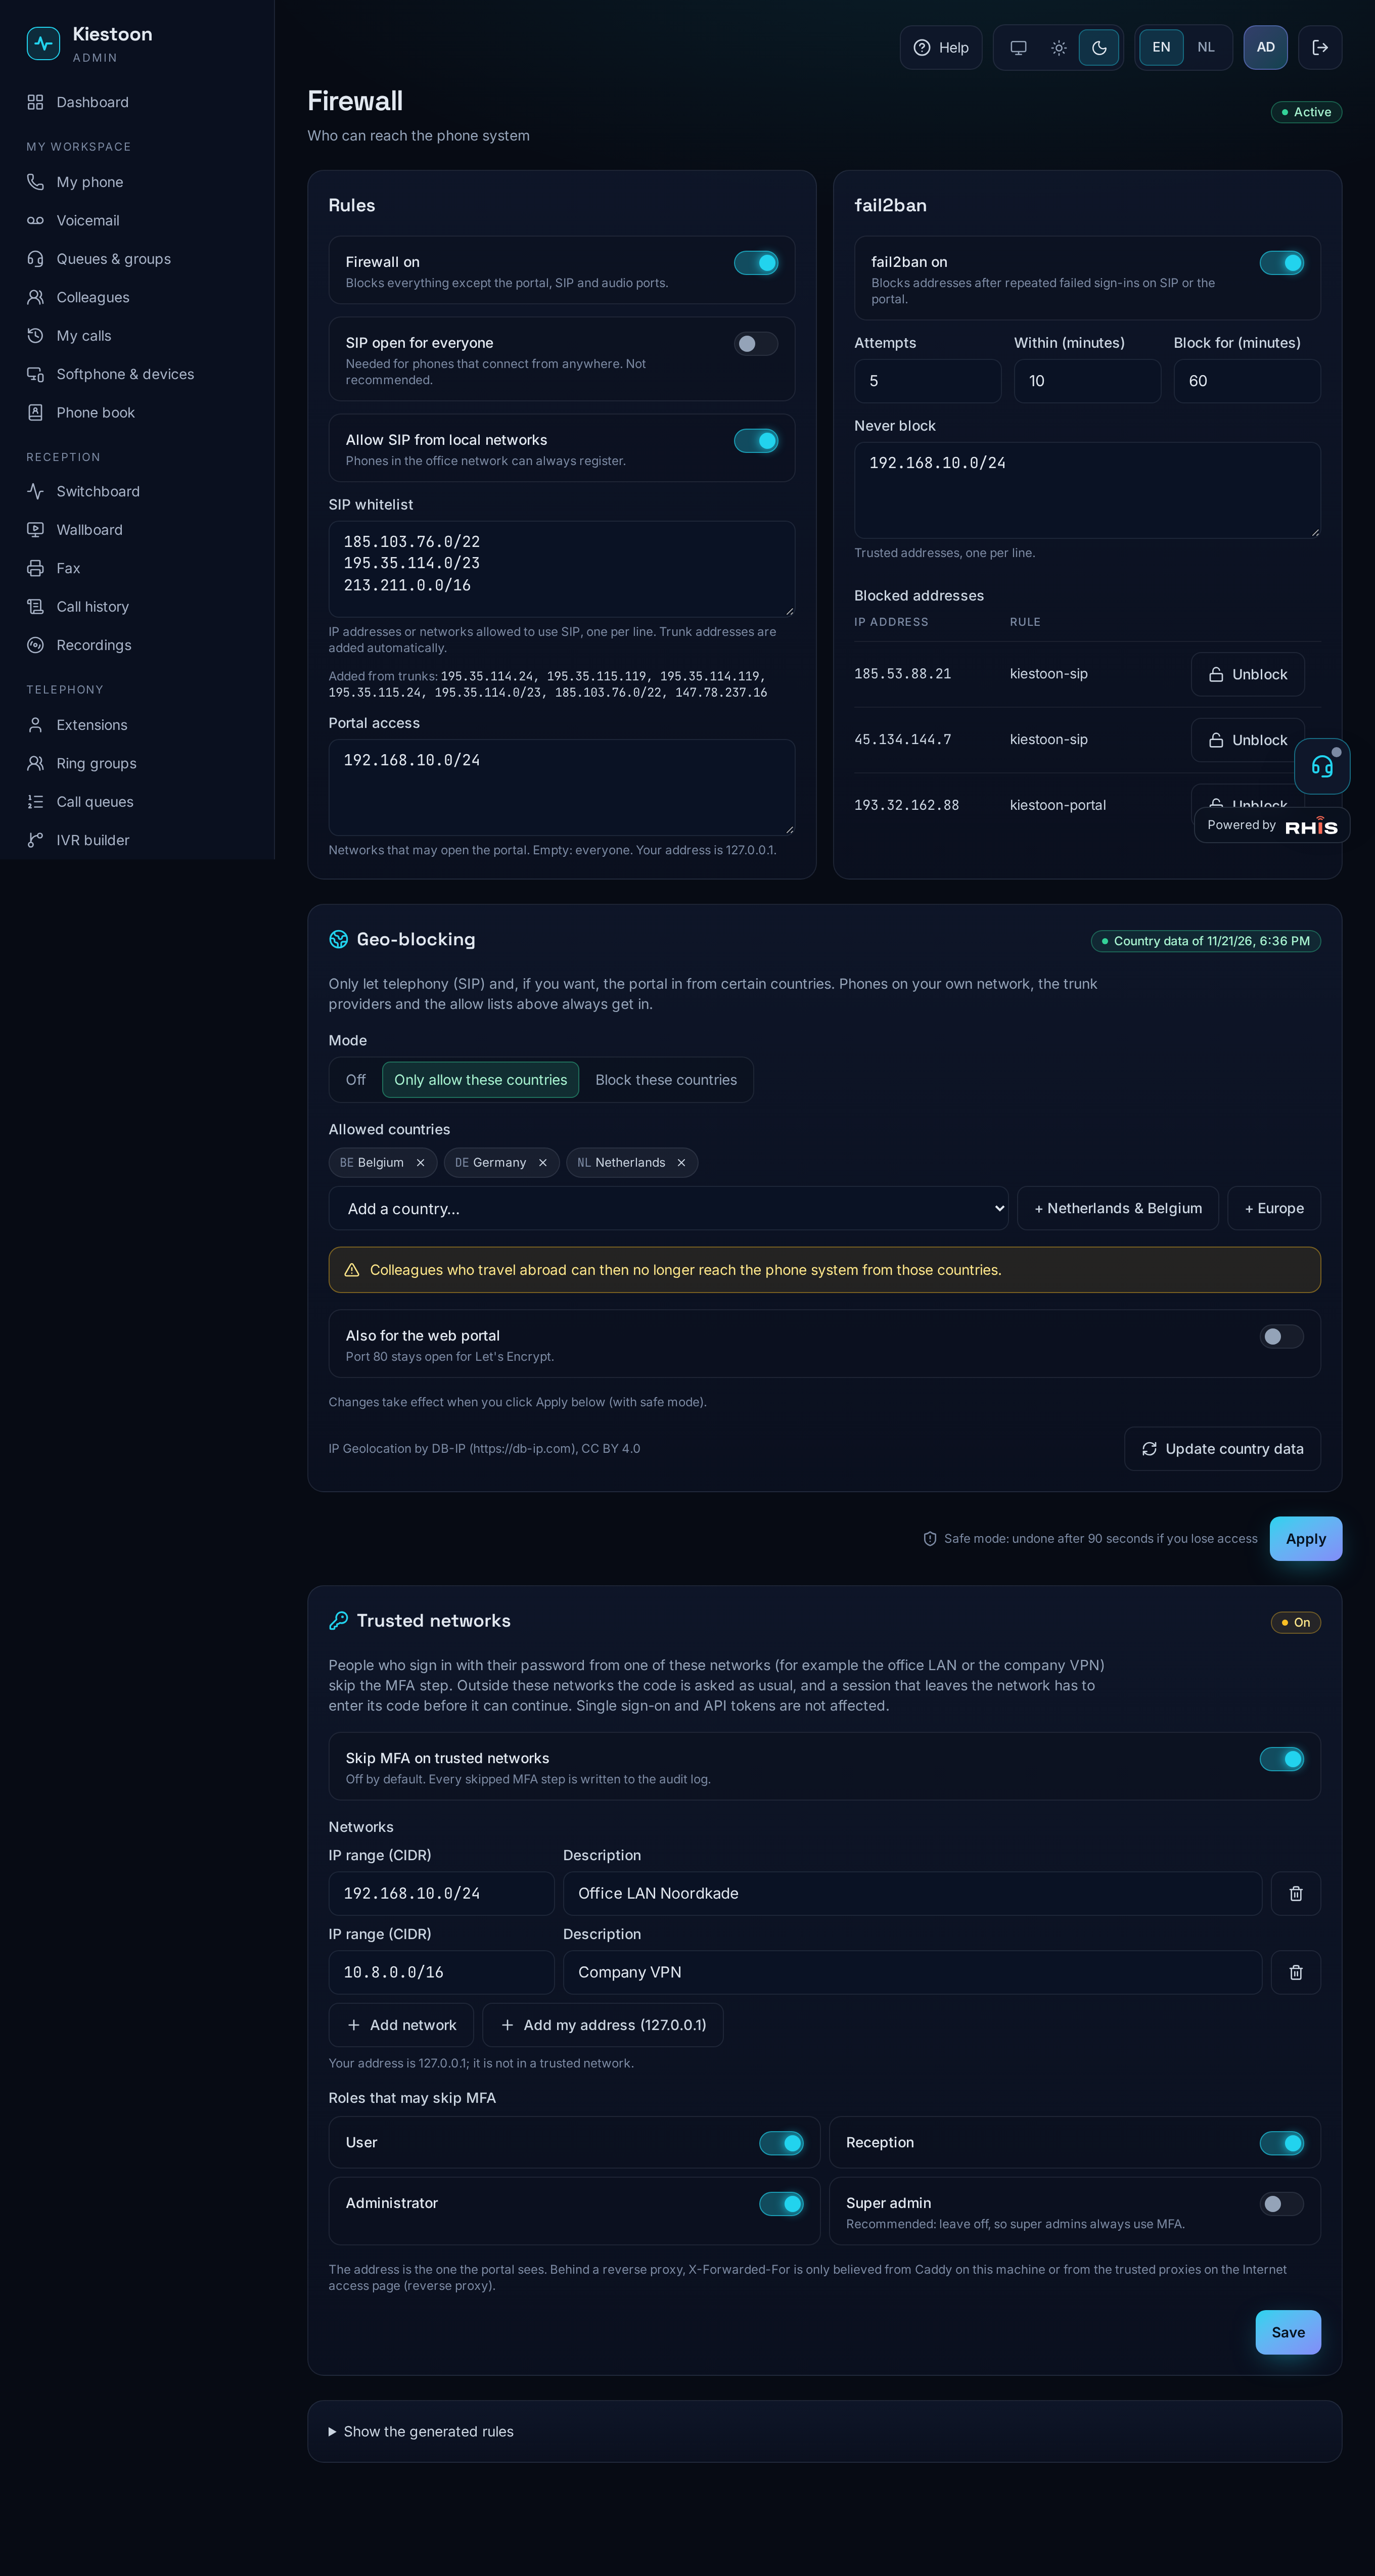 Kiestoon
ADMIN
Dashboard
MY WORKSPACE
My phone
Voicemail
Queues & groups
Colleagues
My calls
Softphone & devices
Phone book
RECEPTION
Switchboard
Wallboard
Fax
Call history
Recordings
TELEPHONY
Extensions
Ring groups
Call queues
IVR builder
Help
EN NL
AD
Firewall
Who can reach the phone system
Active
Rules
Firewall on
Blocks everything except the portal, SIP and audio ports.
SIP open for everyone
Needed for phones that connect from anywhere. Not
recommended.
Allow SIP from local networks
Phones in the office network can always register.
SIP whitelist
185.103.76.0/22
195.35.114.0/23
213.211.0.0/16
IP addresses or networks allowed to use SIP, one per line. Trunk addresses are
added automatically.
Added from trunks: 195.35.114.24, 195.35.115.119, 195.35.114.119,
195.35.115.24, 195.35.114.0/23, 185.103.76.0/22, 147.78.237.16
Portal access
192.168.10.0/24
Networks that may open the portal. Empty: everyone. Your address is 127.0.0.1.
fail2ban
fail2ban on
Blocks addresses after repeated failed sign-ins on SIP or the
portal.
Attempts Within (minutes) Block for (minutes)
5 10 60
Never block
192.168.10.0/24
Trusted addresses, one per line.
Blocked addresses
IP ADDRESS RULE
185.53.88.21 kiestoon-sip Unblock
45.134.144.7 kiestoon-sip Unblock
193.32.162.88 kiestoon-portal Unblock
Powered by RHIS
Geo-blocking
Country data of 11/21/26, 6:36 PM
Only let telephony (SIP) and, if you want, the portal in from certain countries. Phones on your own network, the trunk
providers and the allow lists above always get in.
Mode
Off Only allow these countries Block these countries
Allowed countries
BE Belgium DE Germany NL Netherlands
Add a country... + Netherlands & Belgium + Europe
Colleagues who travel abroad can then no longer reach the phone system from those countries.
Also for the web portal
Port 80 stays open for Let's Encrypt.
Changes take effect when you click Apply below (with safe mode).
IP Geolocation by DB-IP (https://db-ip.com), CC BY 4.0
Update country data
Safe mode: undone after 90 seconds if you lose access
Apply
Trusted networks
On
People who sign in with their password from one of these networks (for example the office LAN or the company VPN)
skip the MFA step. Outside these networks the code is asked as usual, and a session that leaves the network has to
enter its code before it can continue. Single sign-on and API tokens are not affected.
Skip MFA on trusted networks
Off by default. Every skipped MFA step is written to the audit log.
Networks
IP range (CIDR) Description
192.168.10.0/24 Office LAN Noordkade
IP range (CIDR) Description
10.8.0.0/16 Company VPN
Add network Add my address (127.0.0.1)
Your address is 127.0.0.1; it is not in a trusted network.
Roles that may skip MFA
User
Reception
Administrator
Super admin
Recommended: leave off, so super admins always use MFA.
The address is the one the portal sees. Behind a reverse proxy, X-Forwarded-For is only believed from Caddy on this machine or from the trusted proxies on the Internet
access page (reverse proxy).
Save
Show the generated rules